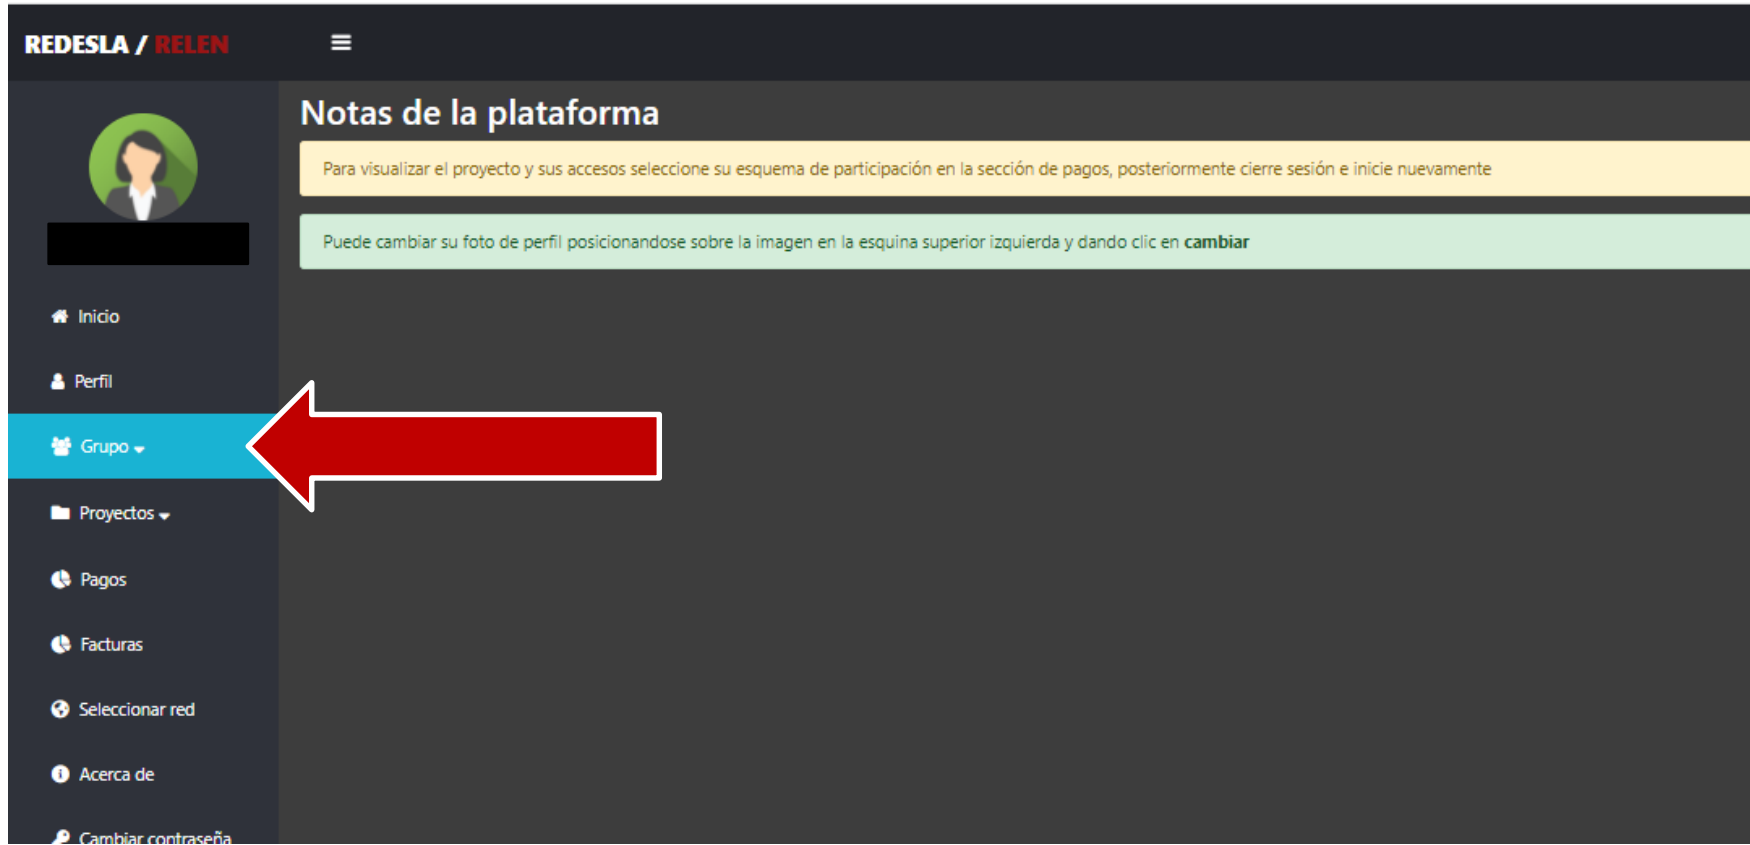 REDESLA / RELEN
Notas de la plataforma
Para visualizar el proyecto y sus accesos seleccione su esquema de participación en la sección de pagos, posteriormente cierre sesión e inicie nuevamente
Puede cambiar su foto de perfil posicionandose sobre la imagen en la esquina superior izquierda y dando clic en cambiar
Inicio
Perfil
Grupo
Proyectos
Pagos
Facturas
Seleccionar red
Acerca de
Cambiar contraseña